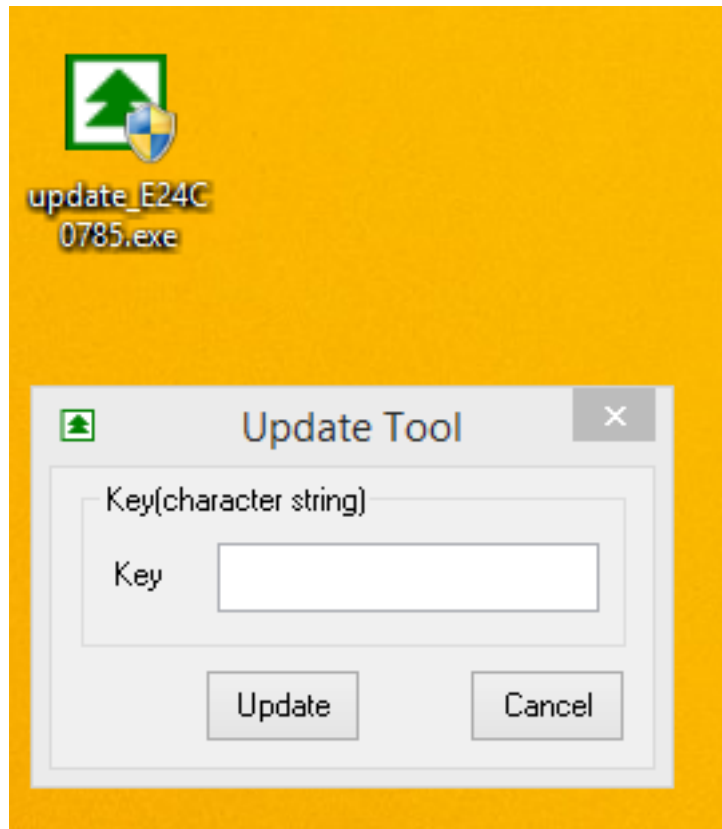 update_E24C
0785.exe
Update Tool
Key(character string)
Key
Update Cancel